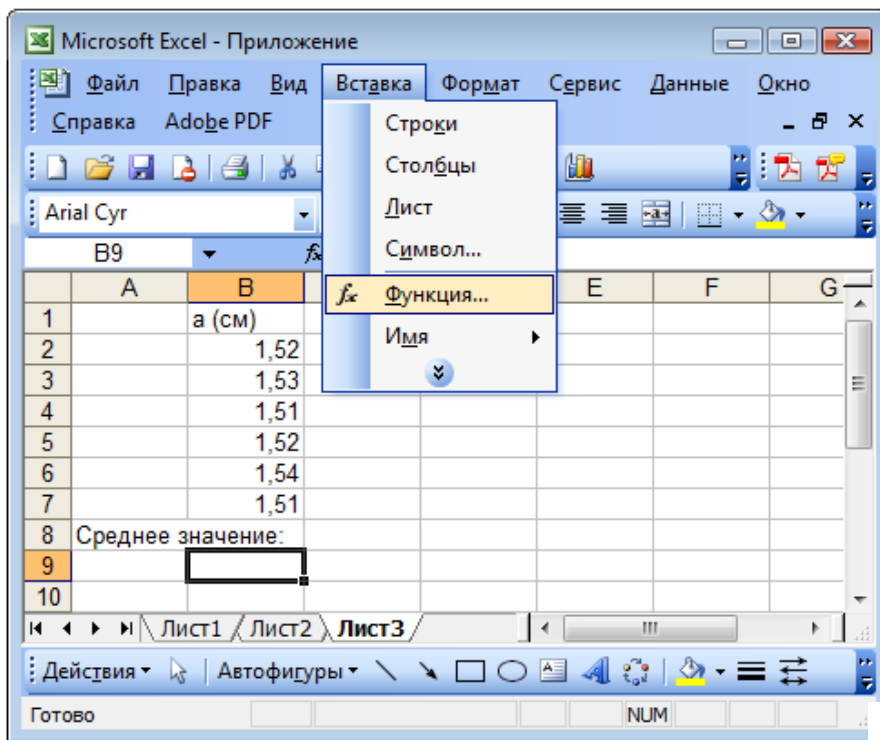 Microsoft Excel - Приложение
Файл Правка Вид Вставка Формат Сервис Данные Окно
Справка Adobe PDF
Строки
Столбцы
Лист
Символ...
fx Функция...
Имя
Arial Cyr
B9 fx
A B E F G
1 a (см)
2 1,52
3 1,53
4 1,51
5 1,52
6 1,54
7 1,51
8 Среднее значение:
9
10
Лист1 Лист2 Лист3
Действия Автофигуры
Готово NUM